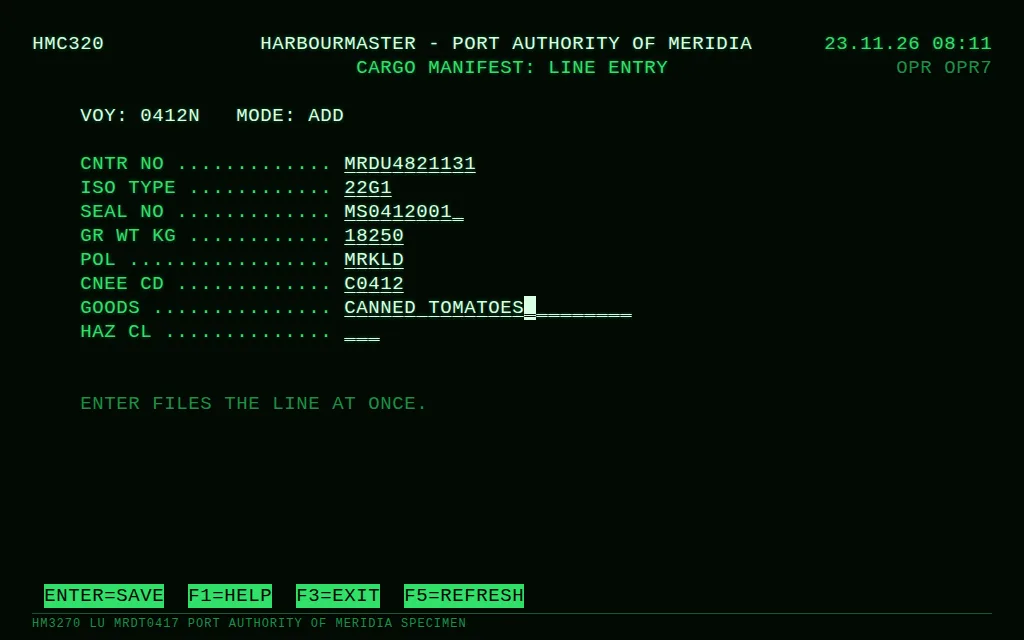 HMC320 HARBOURMASTER - PORT AUTHORITY OF MERIDIA 23.11.26 08:11
CARGO MANIFEST: LINE ENTRY OPR OPR7
VOY: 0412N MODE: ADD
CNTR NO ............. MRDU4821131
ISO TYPE ............ 22G1
SEAL NO ............. MS0412001_
GR WT KG ............ 18250
POL ................. MRKLD
CNEE CD ............. C0412
GOODS ............... CANNED TOMATOES_________
HAZ CL .............. ___
ENTER FILES THE LINE AT ONCE.
ENTER=SAVE F1=HELP F3=EXIT F5=REFRESH
HM3270 LU MRDT0417 PORT AUTHORITY OF MERIDIA SPECIMEN